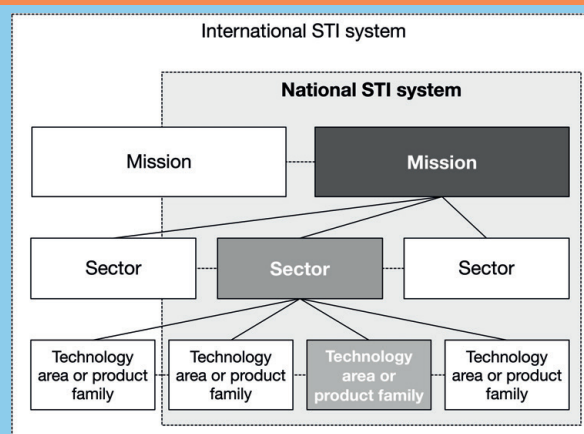 International STI system
National STI system
Mission
Mission
Sector
Sector
Sector
Technology
area or product
family
Technology
area or product
family
Technology
area or
product family
Technology
area or product
family